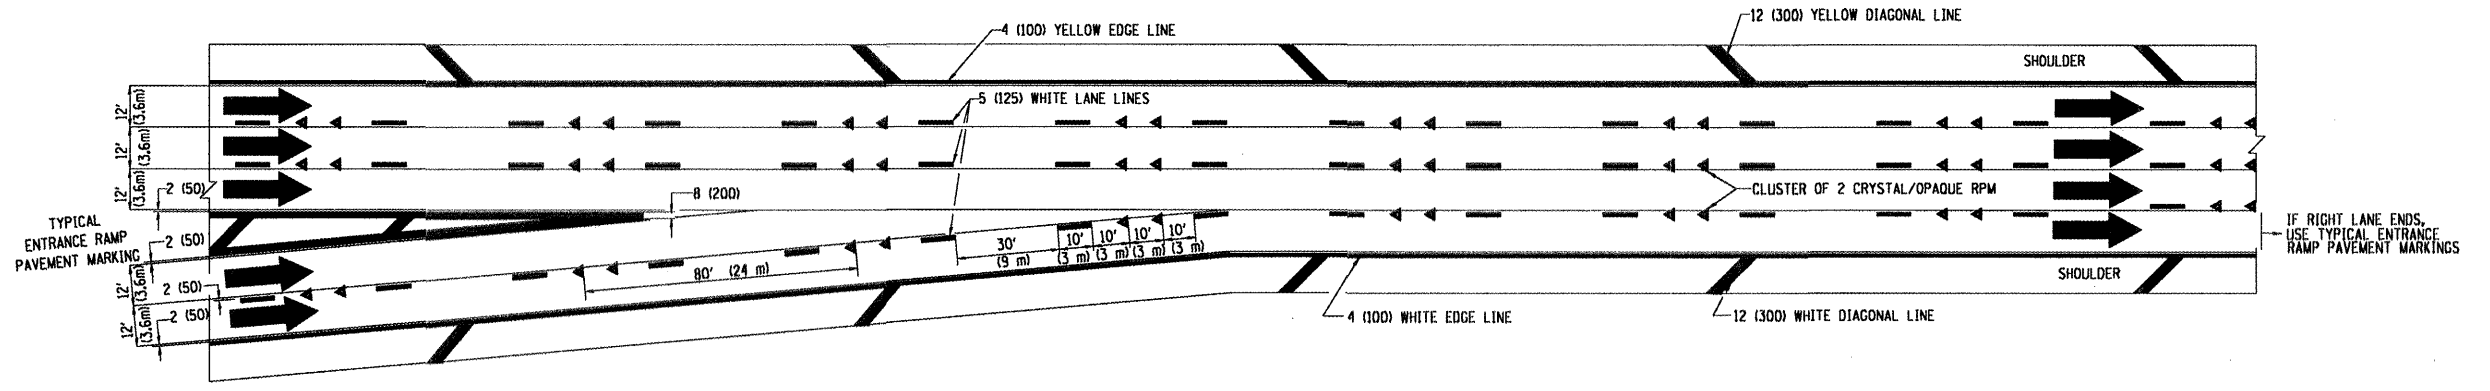 12 (300) YELLOW DIAGONAL LINE
4 (100) YELLOW EDGE LINE
SHOULDER
5 (125) WHITE LANE LINES
12'
(3.6m)
12'
(3.6m)
12'
(3.6m)
2 (50)
8 (200)
CLUSTER OF 2 CRYSTAL/OPAQUE RPM
TYPICAL
ENTRANCE RAMP
PAVEMENT MARKING
2 (50)
IF RIGHT LANE ENDS,
USE TYPICAL ENTRANCE
RAMP PAVEMENT MARKINGS
30'
(9 m)
10'
(3 m)
10'
(3 m)
10'
(3 m)
10'
(3 m)
80' (24 m)
SHOULDER
12'
(3.6m)
2 (50)
12'
(3.6m)
2 (50)
4 (100) WHITE EDGE LINE
12 (300) WHITE DIAGONAL LINE